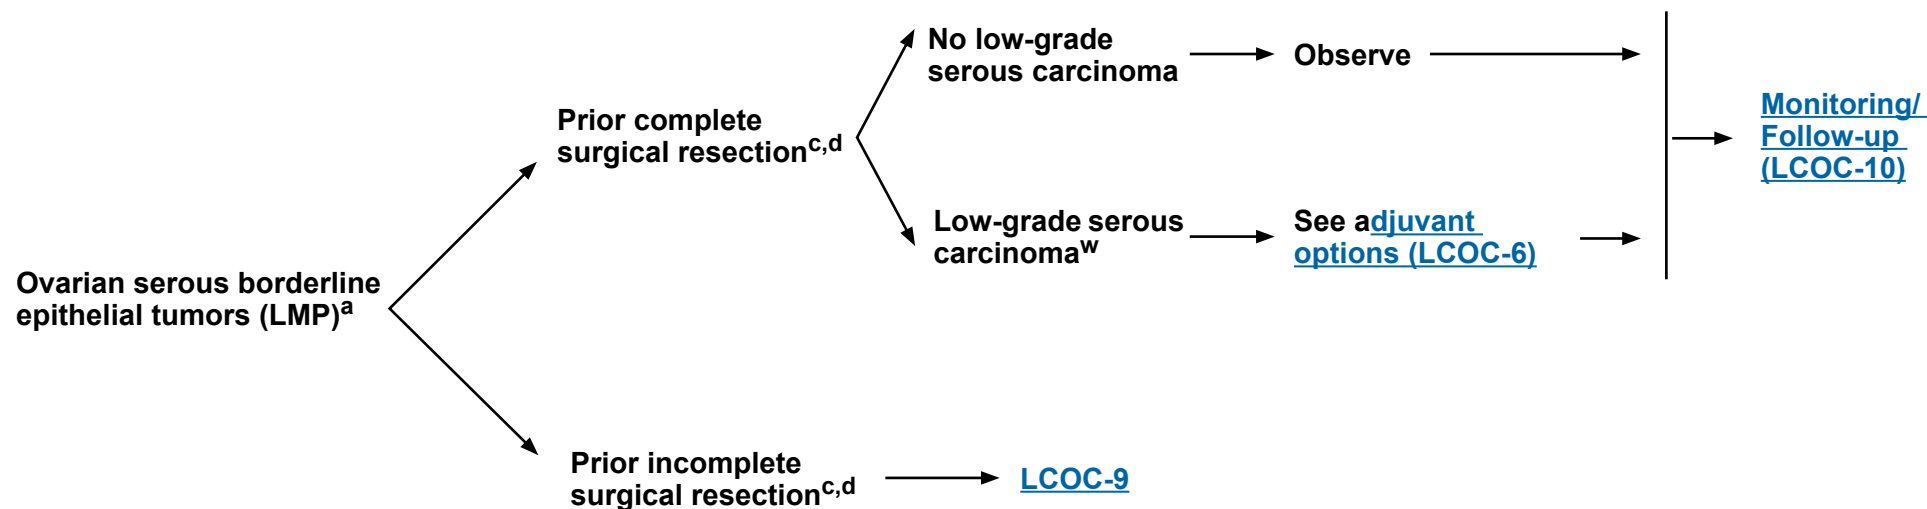 No low-grade
serous carcinoma
Observe
Monitoring/
Follow-up
(LCOC-10)
Prior complete
surgical resectionc,d
Low-grade serous
carcinomaw
See adjuvant
options (LCOC-6)
Ovarian serous borderline
epithelial tumors (LMP)a
Prior incomplete
surgical resectionc,d
LCOC-9